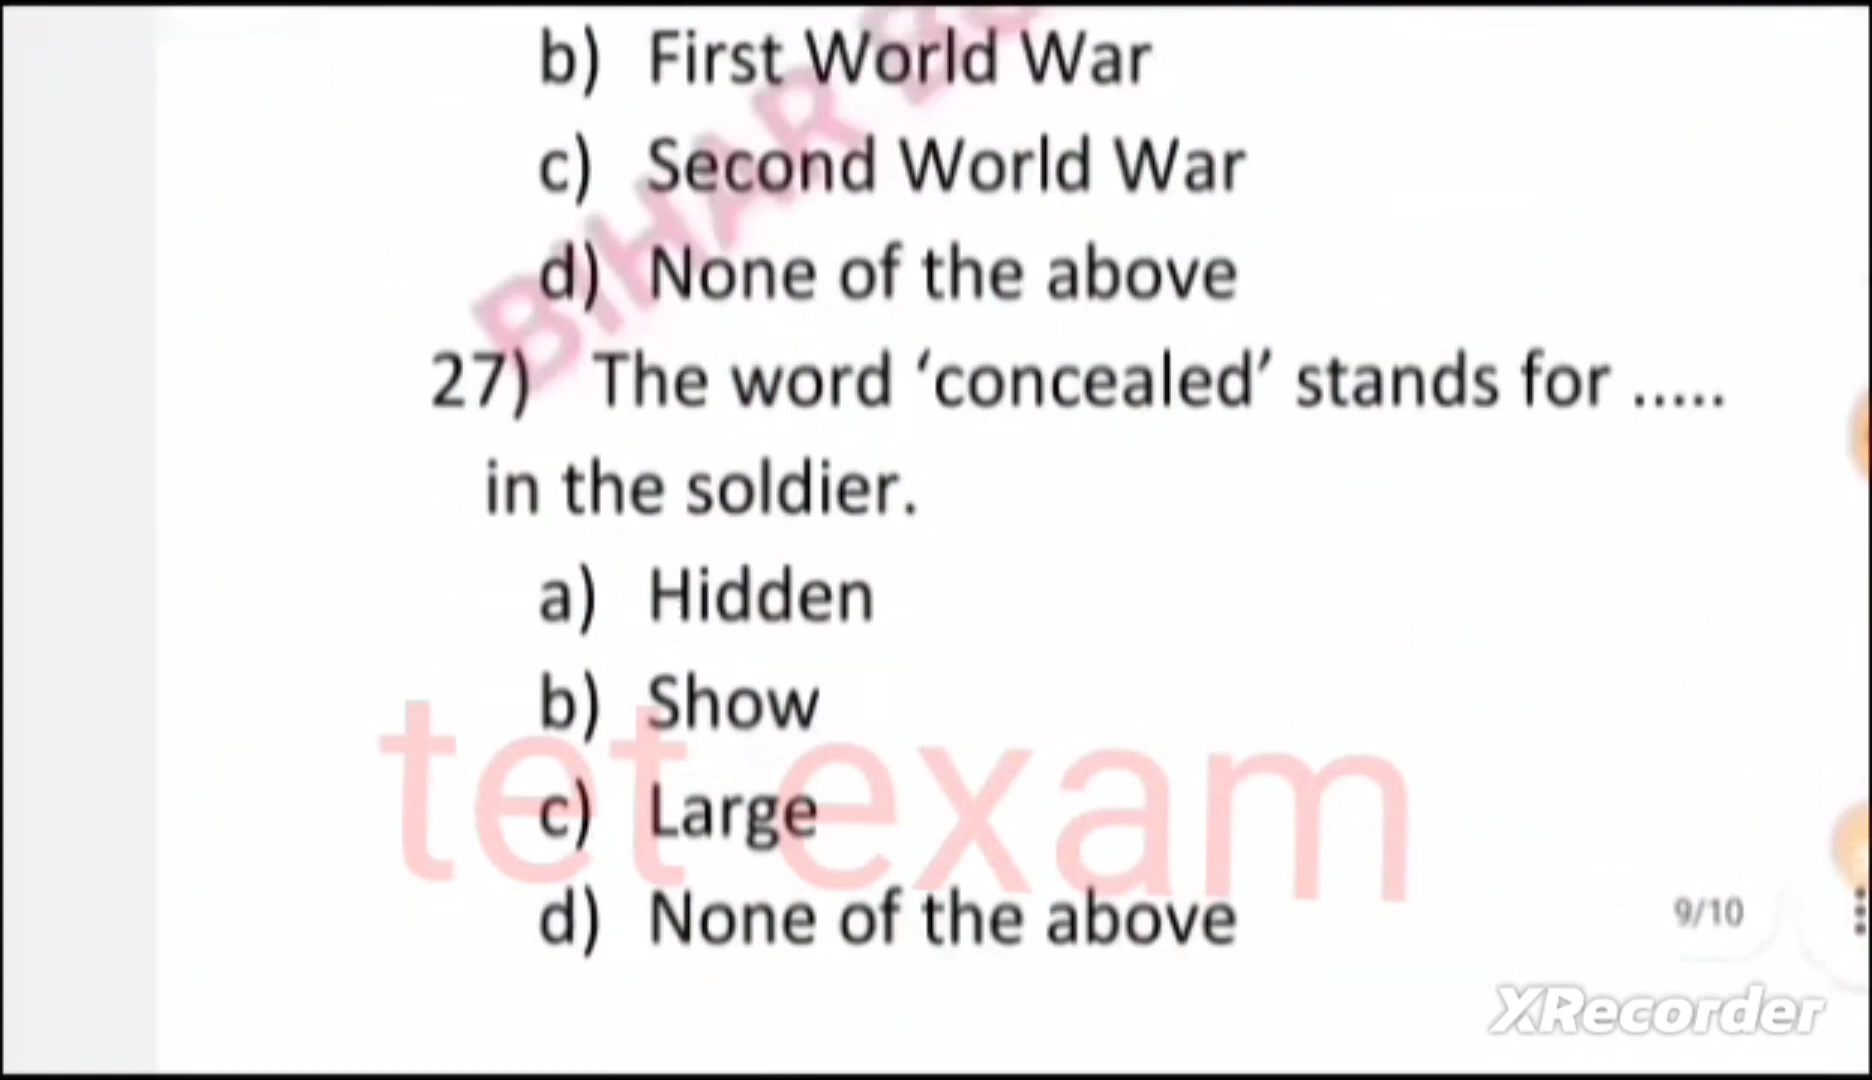 b) First World War
c) Second World War
d) None of the above
27) The word ‘concealed’ stands for .....
in the soldier.
a) Hidden
b) Show
c) Large
d) None of the above
BIHAR
tet exam
9/10
XRecorder